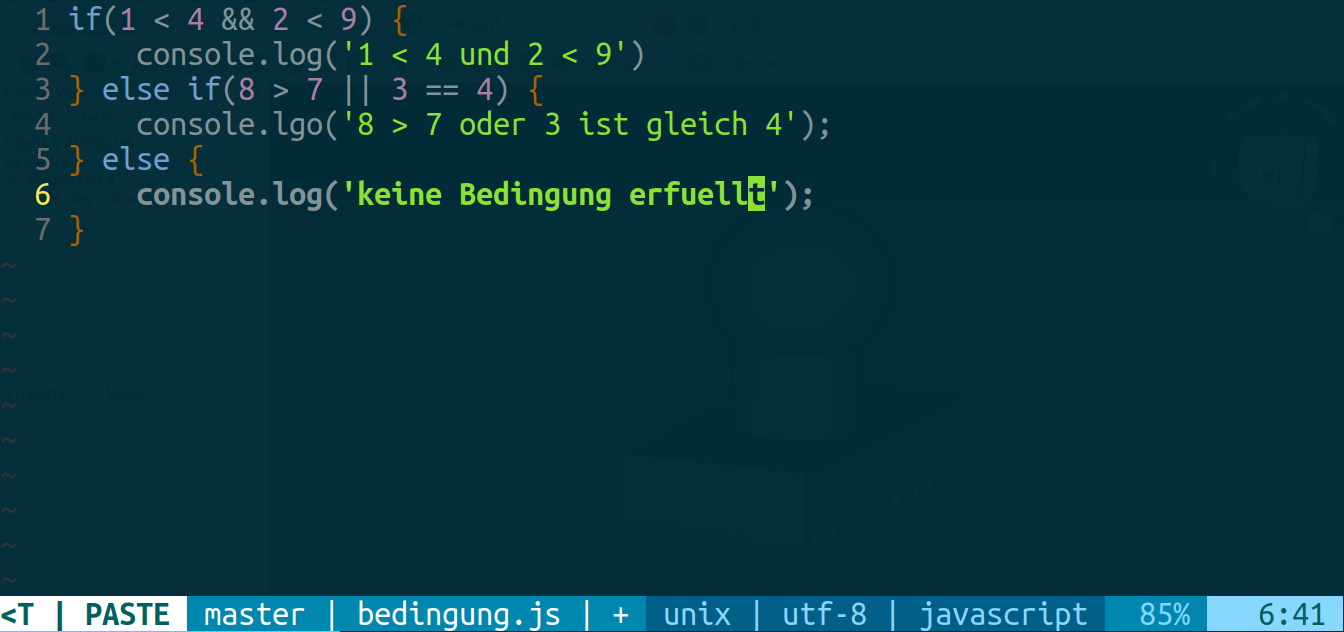 1 if(1 < 4 && 2 < 9) {
2     console.log('1 < 4 und 2 < 9')
3 } else if(8 > 7 || 3 == 4) {
4     console.lgo('8 > 7 oder 3 ist gleich 4');
5 } else {
6     console.log('keine Bedingung erfuellt');
7 }
~
~
~
~
Property Value
~
~
~
~
~
~
<T | PASTE master | bedingung.js | + unix | utf-8 | javascript 85% 6:41